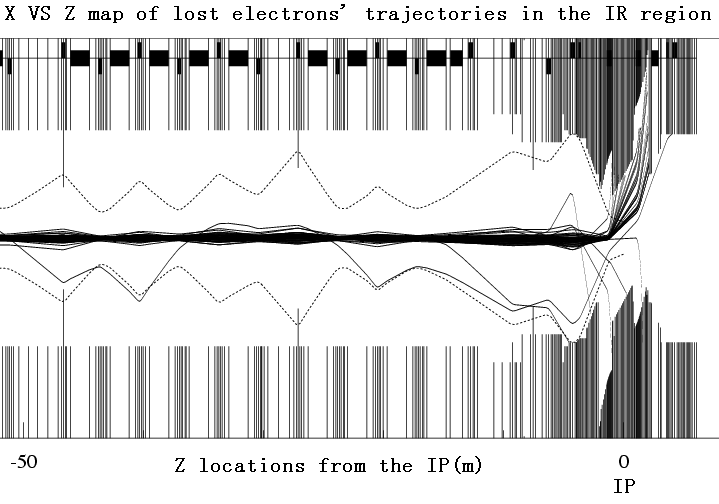 X VS Z map of lost electrons' trajectories in the IR region
-50
Z locations from the IP(m)
0
IP